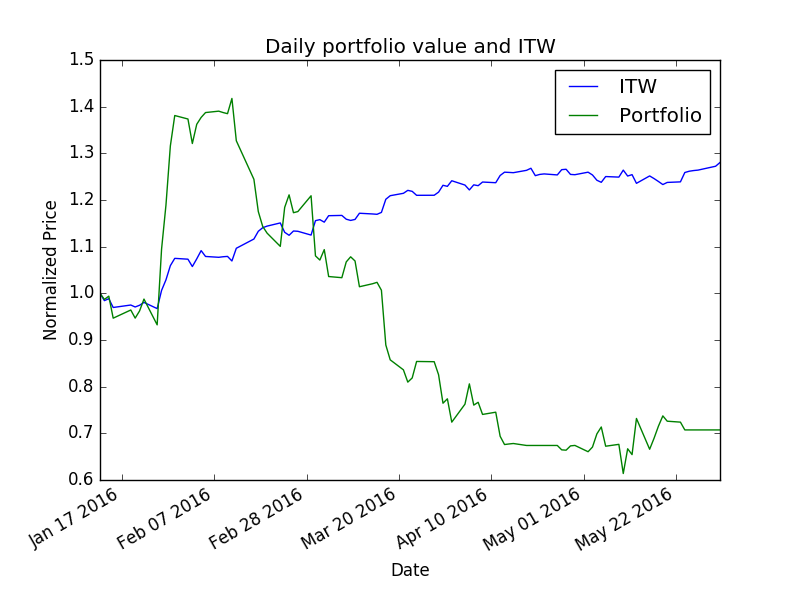 Daily portfolio value and ITW
1.5
1.4
1.3
1.2
1.1
1.0
0.9
0.8
0.7
0.6
Normalized Price
ITW
Portfolio
Jan 17 2016
Feb 07 2016
Feb 28 2016
Mar 20 2016
Apr 10 2016
May 01 2016
May 22 2016
Date